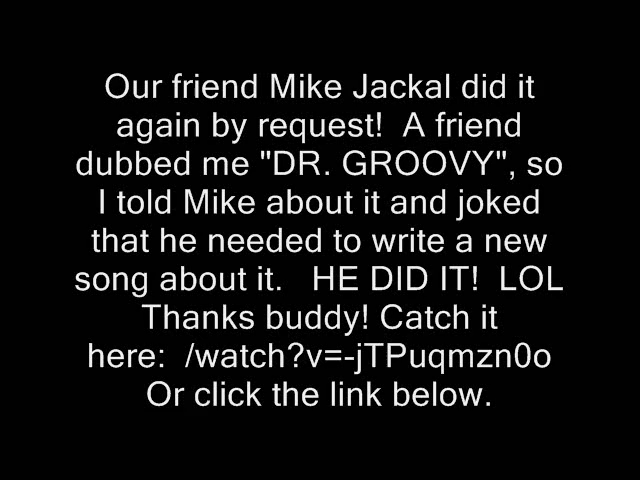 Our friend Mike Jackal did it
again by request!  A friend
dubbed me "DR. GROOVY", so
I told Mike about it and joked
that he needed to write a new
song about it.   HE DID IT!  LOL
Thanks buddy! Catch it
here:  /watch?v=-jTPuqmzn0o
Or click the link below.